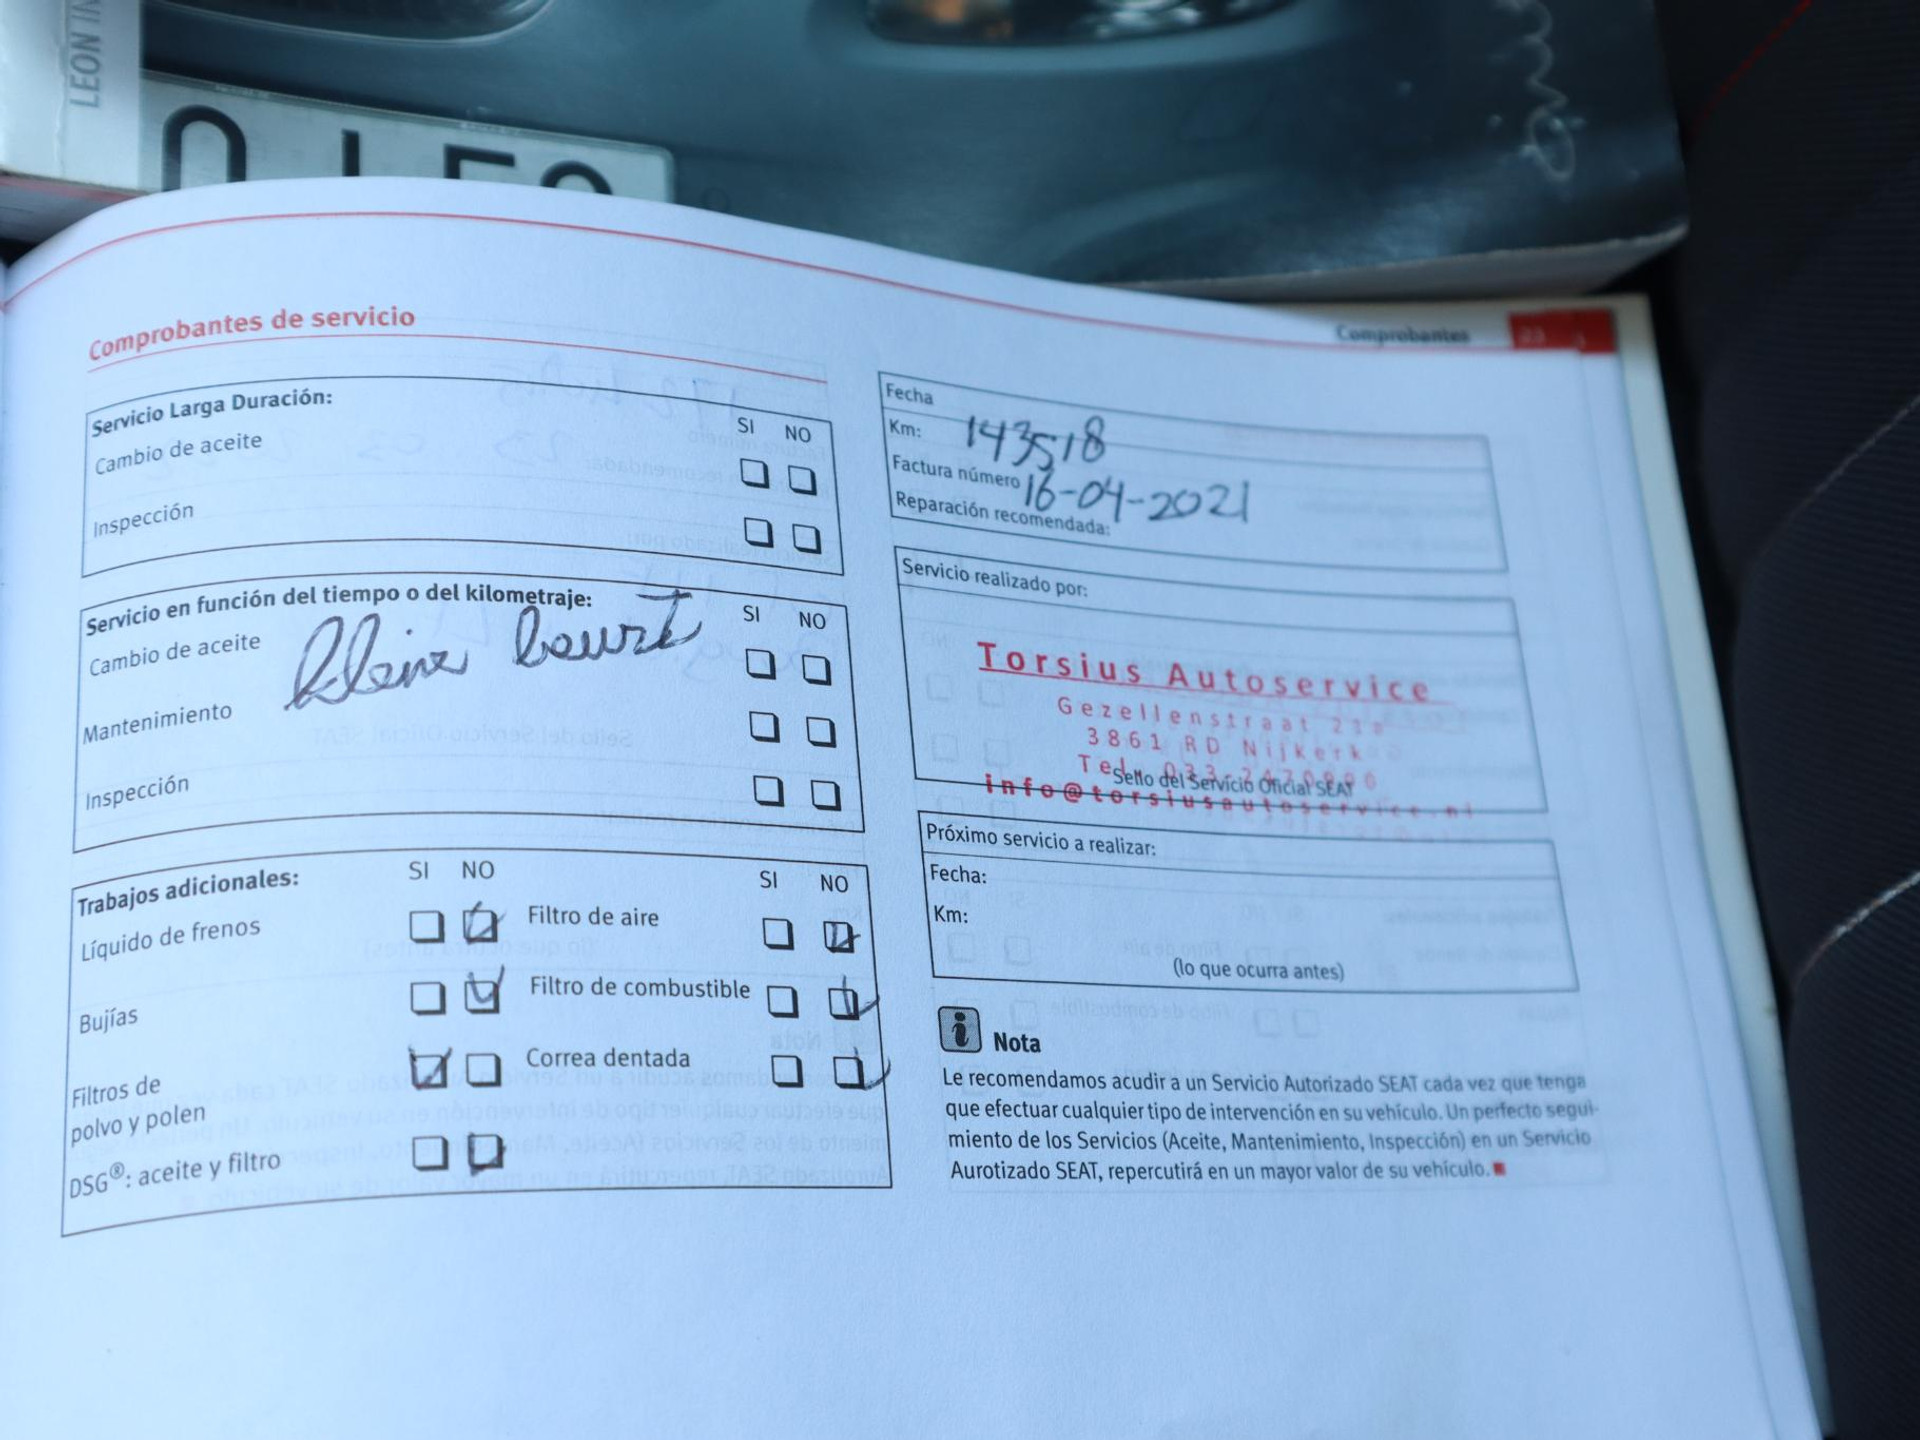 LEON
Comprobantes
23
Comprobantes de servicio
Servicio Larga Duración:
SI NO
Cambio de aceite
Inspección
Servicio en función del tiempo o del kilometraje:
SI NO
Cambio de aceite
Kleine beurt
Mantenimiento
Inspección
Trabajos adicionales:
SI NO
SI NO
Líquido de frenos
Filtro de aire
Bujías
Filtro de combustible
Filtros de
polvo y polen
Correa dentada
DSG®: aceite y filtro
Fecha
Km: 143518
Factura número 16-04-2021
Reparación recomendada:
Servicio realizado por:
Torsius Autoservice
Gezellenstraat
3861 RD Nijkerk
Tel. 033-
Sello del Servicio Oficial SEAT
info@torsiusautoservice.nl
Próximo servicio a realizar:
Fecha:
Km:
(lo que ocurra antes)
i Nota
Le recomendamos acudir a un Servicio Autorizado SEAT cada vez que tenga
que efectuar cualquier tipo de intervención en su vehículo. Un perfecto segui-
miento de los Servicios (Aceite, Mantenimiento, Inspección) en un Servicio
Aurotizado SEAT, repercutirá en un mayor valor de su vehículo.